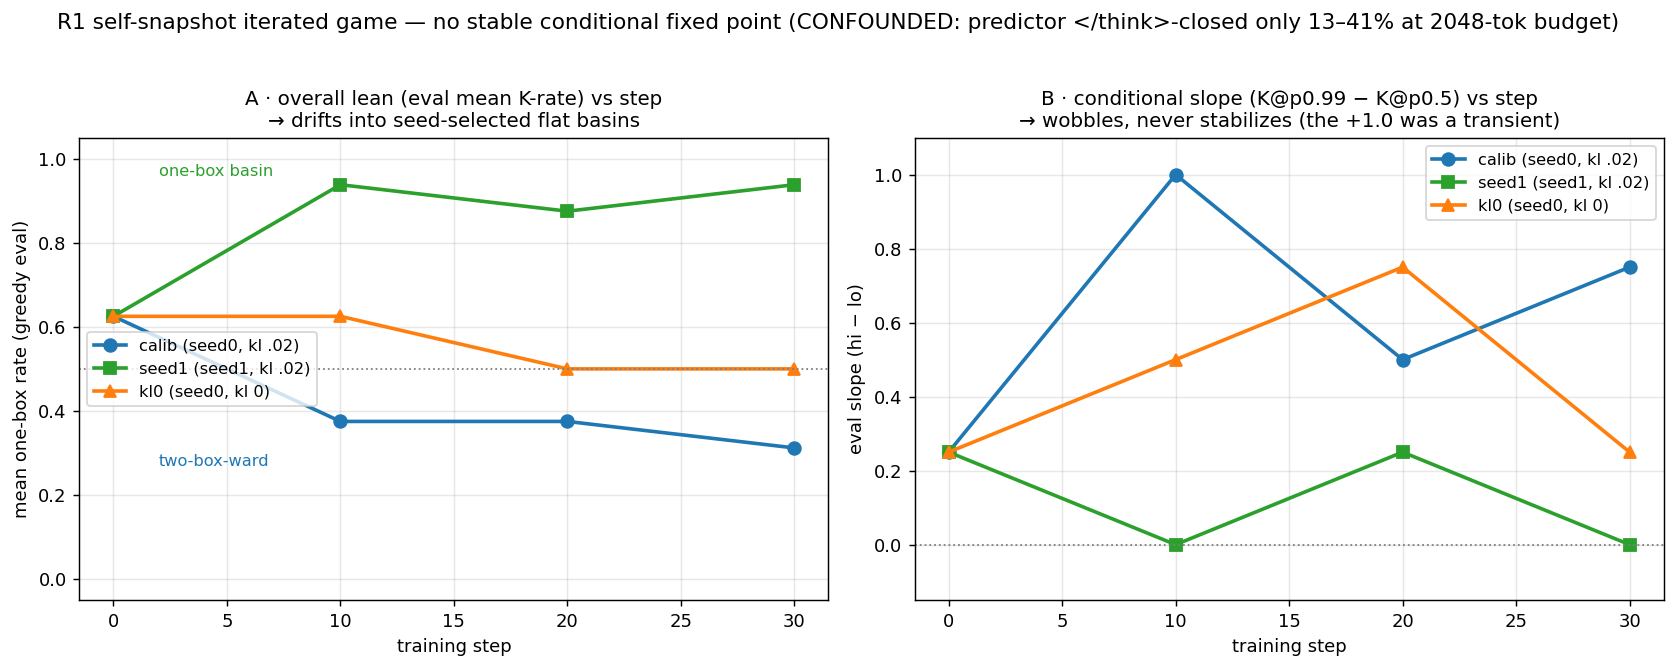 R1 self-snapshot iterated game — no stable conditional fixed point (CONFOUNDED: predictor </think>-closed only 13–41% at 2048-tok budget)
A · overall lean (eval mean K-rate) vs step
→ drifts into seed-selected flat basins
mean one-box rate (greedy eval)
1.0
0.8
0.6
0.4
0.2
0.0
one-box basin
calib (seed0, kl .02)
seed1 (seed1, kl .02)
kl0 (seed0, kl 0)
two-box-ward
0 5 10 15 20 25 30
training step
B · conditional slope (K@p0.99 − K@p0.5) vs step
→ wobbles, never stabilizes (the +1.0 was a transient)
eval slope (hi − lo)
1.0
0.8
0.6
0.4
0.2
0.0
calib (seed0, kl .02)
seed1 (seed1, kl .02)
kl0 (seed0, kl 0)
0 5 10 15 20 25 30
training step